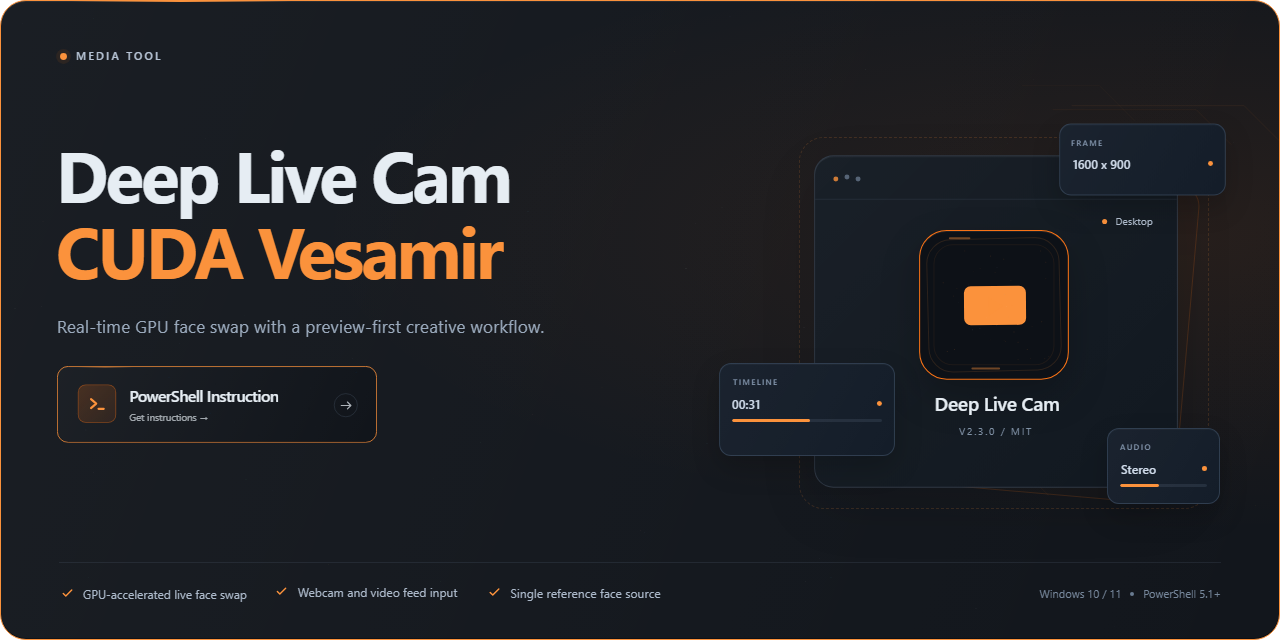 MEDIA TOOL
Deep Live Cam
CUDA Vesamir
Real-time GPU face swap with a preview-first creative workflow.
PowerShell Instruction
Get instructions →
FRAME
1600 x 900
Desktop
TIMELINE
00:31
Deep Live Cam
V2.3.0 / MIT
AUDIO
Stereo
GPU-accelerated live face swap
Webcam and video feed input
Single reference face source
Windows 10 / 11 • PowerShell 5.1+